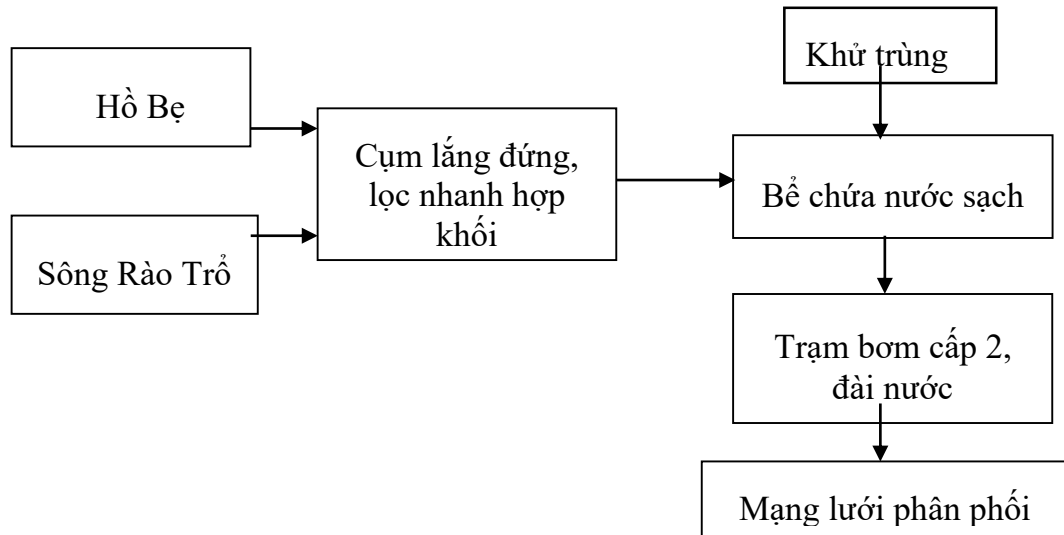 Hồ Bẹ
Sông Rào Trổ
Cụm lắng đứng,
lọc nhanh hợp
khối
Khử trùng
Bể chứa nước sạch
Trạm bơm cấp 2,
đài nước
Mạng lưới phân phối